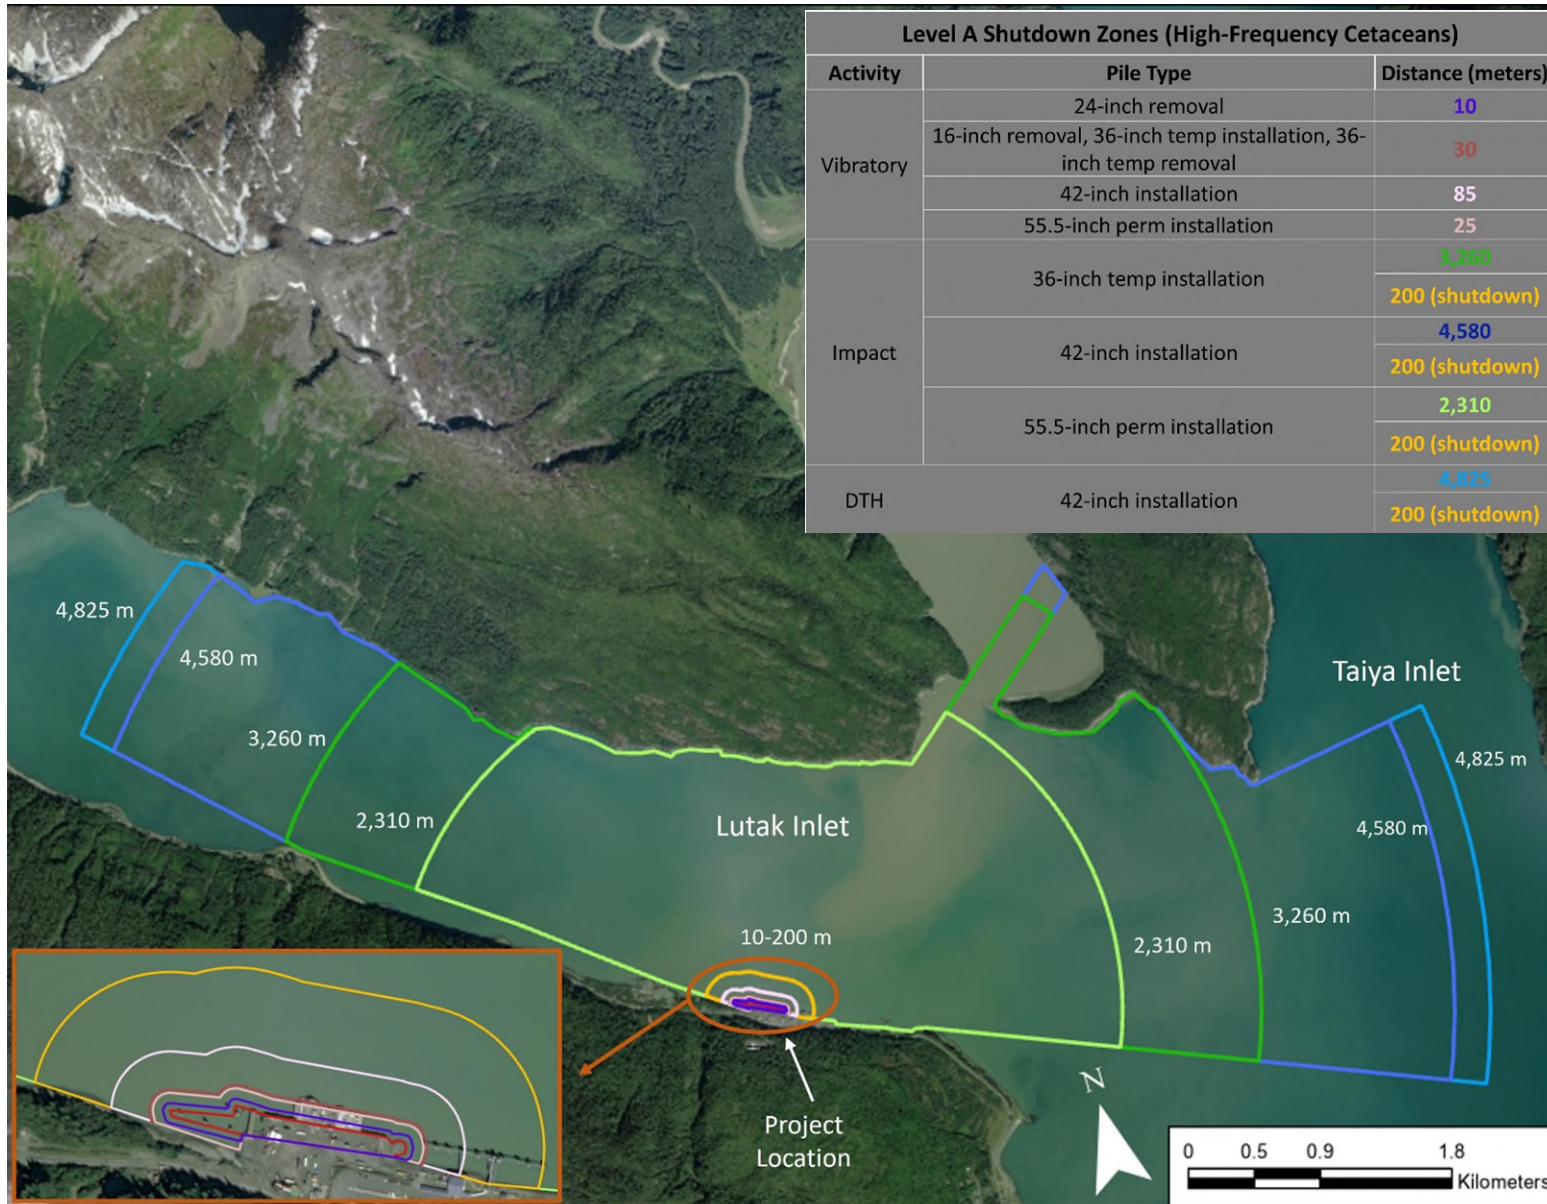 Level A Shutdown Zones (High-Frequency Cetaceans)
Activity Pile Type Distance (meters)
Vibratory
24-inch removal 10
16-inch removal, 36-inch temp installation, 36-
inch temp removal
30
42-inch installation 85
55.5-inch perm installation 25
Impact
36-inch temp installation
3,260
200 (shutdown)
42-inch installation
4,580
200 (shutdown)
55.5-inch perm installation
2,310
200 (shutdown)
DTH
42-inch installation
4,825
200 (shutdown)
4,825 m
4,580 m
3,260 m
2,310 m
Lutak Inlet
Taiya Inlet
4,825 m
4,580 m
3,260 m
2,310 m
10-200 m
Project
Location
N
0 0.5 0.9 1.8
Kilometers